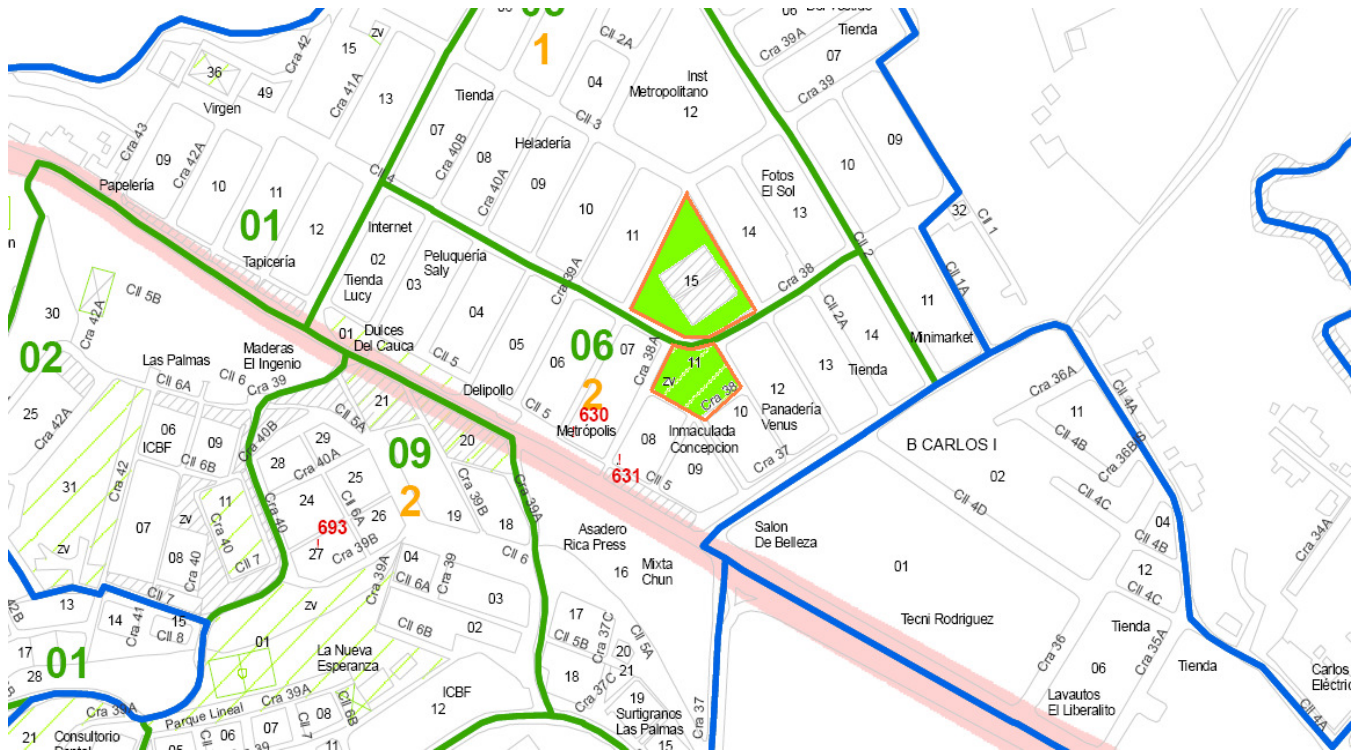 06
Cll 2A
Tienda
Cra 39A
07
Cra 39
1
zv
15
Cra 42
36
49
Virgen
Cra 41A
13
04
Inst
Metropolitano
12
Tienda
07
Cll 3
Cra 43
Cra 40B
08
Heladería
09
10
09
Cra 42A
Papelería
10
11
12
01
Tapicería
Cra 40A
09
10
11
Fotos
El Sol
13
14
32
Cll 1
Cll 2
Internet
02
Tienda
Lucy
03
Peluquería
Saly
04
Cra 39A
15
Cra 38
Cll 1A
11
Minimarket
Cll 5B
30
Cra 42A
02
01
Dulces
Del Cauca
Cll 5
05
06
06
2
07
Cra 38A
11
zv
Cra 38
Cll 2A
14
13
Tienda
12
10
Panadería
Venus
Las Palmas
Cll 6A
Cll 6
Maderas
El Ingenio
Cra 39
Delipollo
Cll 5
630
Metrópolis
631
08
Inmaculada
Concepcion
09
Cll 5
Cra 37
25
Cra 42A
06
ICBF
09
Cll 6B
Cra 40B
21
Cll 5A
20
09
2
29
28
Cra 40A
25
24
Cll 6A
26
693
27
Cra 39B
Cra 40
Cra 39B
19
18
Cra 39A
Cll 6
Cra 36A
11
Cll 4A
Cll 4B
Cra 36B
B CARLOS I
02
Cll 4D
Cll 4C
04
Cll 4B
12
Cll 4C
31
zv
Cra 42
07
zv
11
Cra 40
Cll 7
08
Cra 40
Cll 7
Asadero
Rica Press
Mixta
Chun
16
Salon
De Belleza
01
Tecni Rodriguez
Cra 34A
13
14
Cra 41
15
Cll 8
17
28
01
zv
01
La Nueva
Esperanza
Cra 39A
04
Cll 6A
Cra 39
03
02
Cll 6B
17
Cll 5B
Cra 37C
20
21
Cll 5A
18
Cra 37C
19
Surtigranos
Las Palmas
15
Cra 37
Cra 36
Tienda
Cra 35A
06
Lavautos
El Liberalito
Tienda
Carlos
Cll 4A
Cra 39A
21
Consultorio
Parque Lineal
Cra 39A
06
07
Cll 7
08
Cll 6B
11
ICBF
12